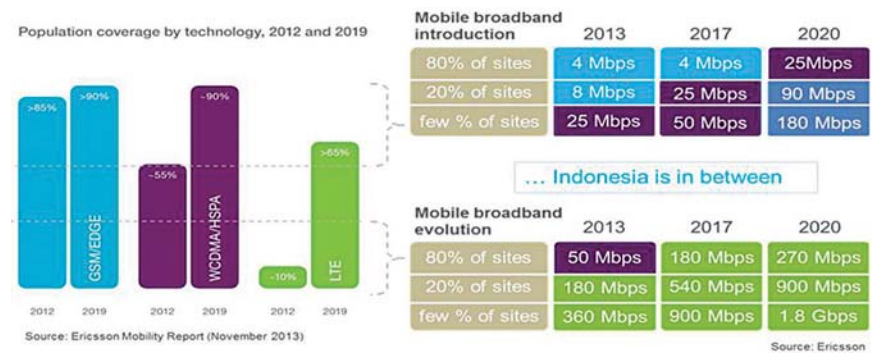 Population coverage by technology, 2012 and 2019
>85%
>90%
GSM/EDGE
~55%
~90%
WCDMA/HSPA
~10%
>65%
LTE
2012 2019 2012 2019 2012 2019
Source: Ericsson Mobility Report (November 2013)
Mobile broadband
introduction 2013 2017 2020
80% of sites 4 Mbps 4 Mbps 25Mbps
20% of sites 8 Mbps 25 Mbps 90 Mbps
few % of sites 25 Mbps 50 Mbps 180 Mbps
... Indonesia is in between
Mobile broadband
evolution 2013 2017 2020
80% of sites 50 Mbps 180 Mbps 270 Mbps
20% of sites 180 Mbps 540 Mbps 900 Mbps
few % of sites 360 Mbps 900 Mbps 1.8 Gbps
Source: Ericsson